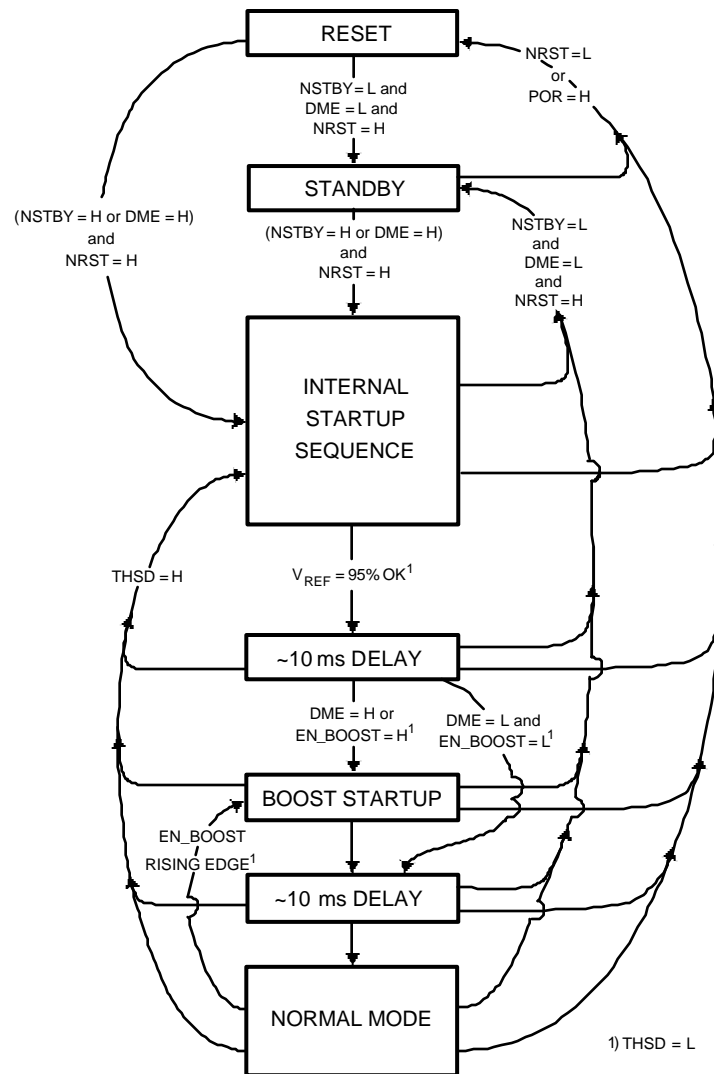 RESET
NRST = L
or
POR = H
NSTBY = L and
DME = L and
NRST = H
STANDBY
(NSTBY = H or DME = H)
and
NRST = H
(NSTBY = H or DME = H)
and
NRST = H
NSTBY = L
and
DME = L
and
NRST = H
INTERNAL
STARTUP
SEQUENCE
THSD = H
VREF = 95% OK1
~10 ms DELAY
DME = H or
EN_BOOST = H1
DME = L and
EN_BOOST = L1
BOOST STARTUP
EN_BOOST
RISING EDGE1
~10 ms DELAY
NORMAL MODE
1) THSD = L